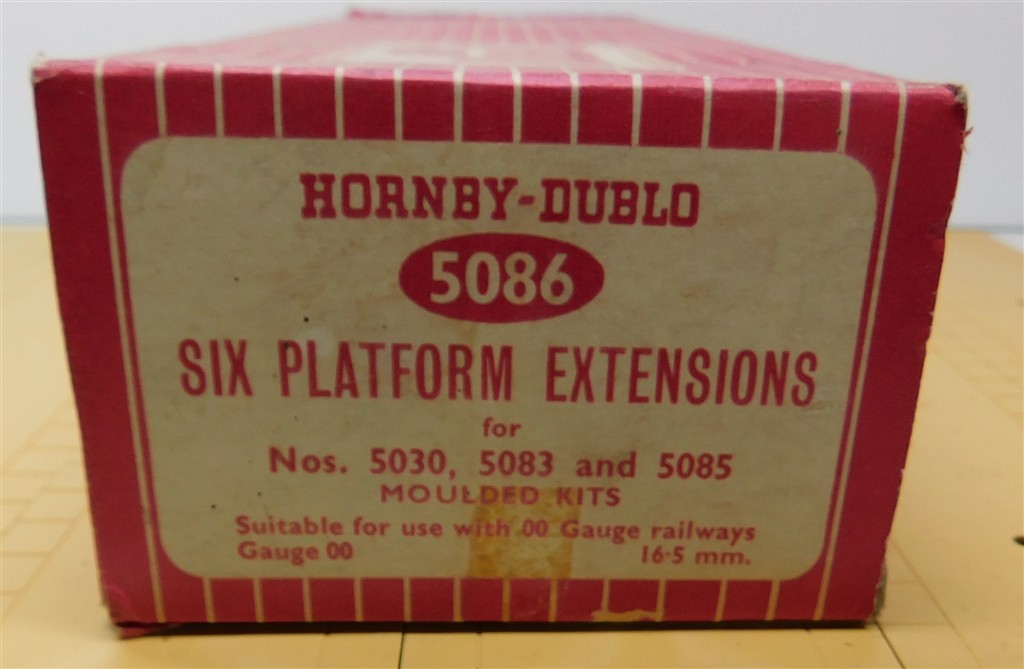 HORNBY-DUBLO
5086
SIX PLATFORM EXTENSIONS
for
Nos. 5030, 5083 and 5085
MOULDED KITS
Suitable for use with 00 Gauge railways
Gauge 00 16·5 mm.